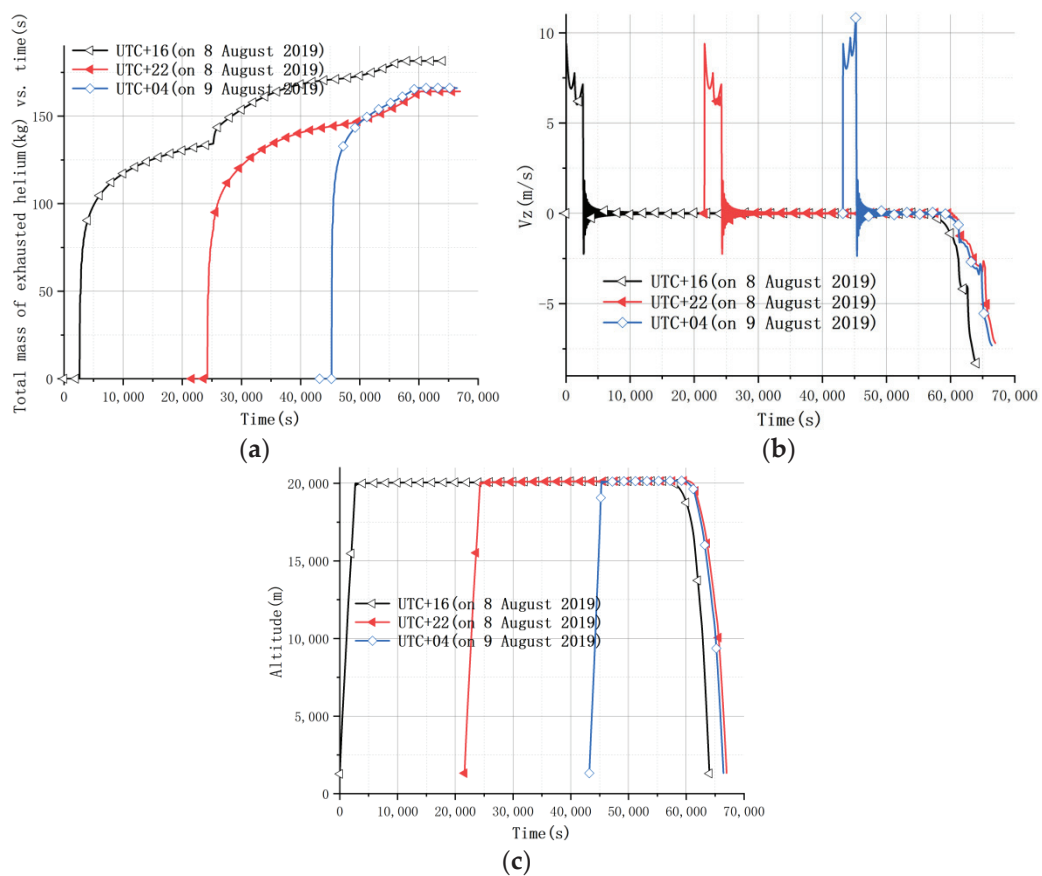 Total mass of exhausted helium(kg) vs. time(s)
200
150
100
50
0
UTC+16(on 8 August 2019)
UTC+22(on 8 August 2019)
UTC+04(on 9 August 2019)
0 10,000 20,000 30,000 40,000 50,000 60,000 70,000
Time(s)
(a)
Vz(m/s)
10
5
0
-5
UTC+16(on 8 August 2019)
UTC+22(on 8 August 2019)
UTC+04(on 9 August 2019)
0 10,000 20,000 30,000 40,000 50,000 60,000 70,000
Time(s)
(b)
Altitude(m)
20,000
15,000
10,000
5,000
0
UTC+16(on 8 August 2019)
UTC+22(on 8 August 2019)
UTC+04(on 9 August 2019)
0 10,000 20,000 30,000 40,000 50,000 60,000 70,000
Time(s)
(c)